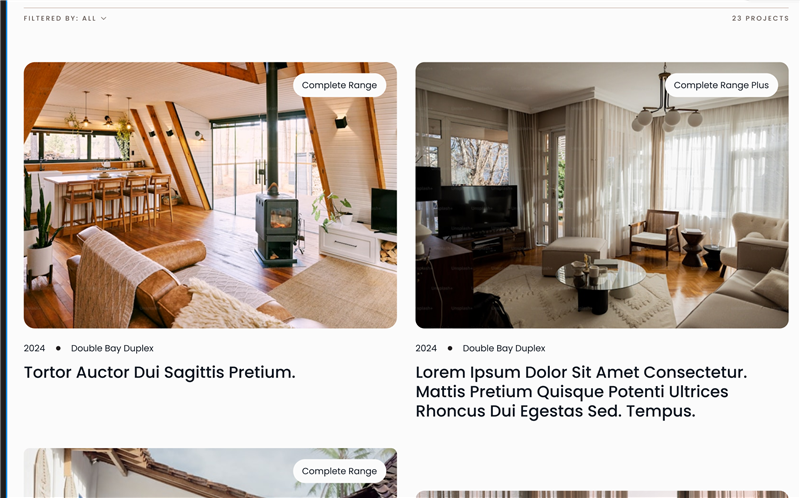 FILTERED BY: ALL
23 PROJECTS
Complete Range
Complete Range Plus
2024 • Double Bay Duplex
Tortor Auctor Dui Sagittis Pretium.
2024 • Double Bay Duplex
Lorem Ipsum Dolor Sit Amet Consectetur.
Mattis Pretium Quisque Potenti Ultrices
Rhoncus Dui Egestas Sed. Tempus.
Complete Range